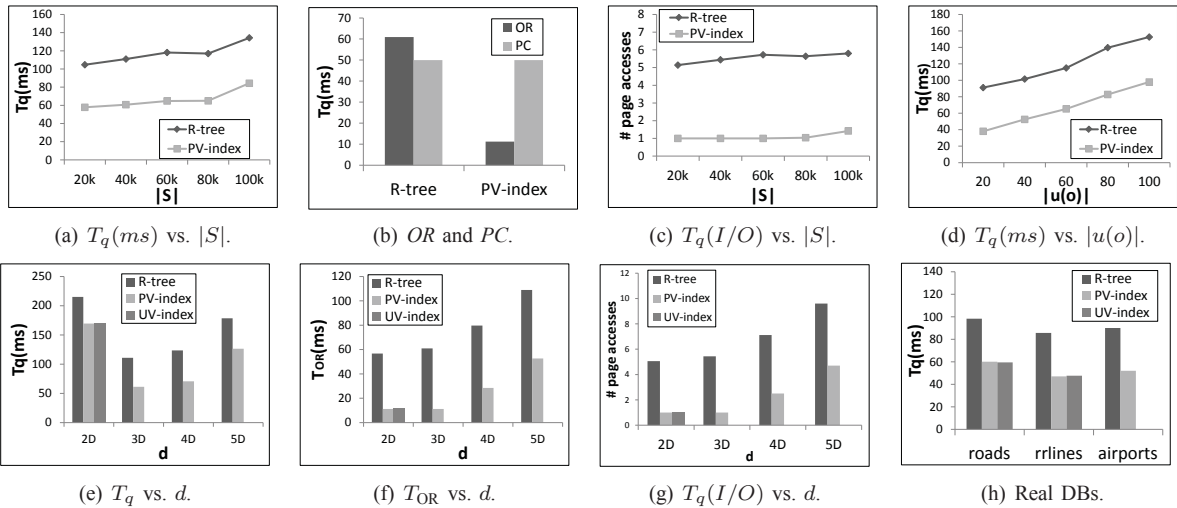 160
140
120
100
80
60
40
20
0
Tq(ms)
R-tree
PV-index
20k 40k 60k 80k 100k
|S|
(a) Tq(ms) vs. |S|.
70
60
50
40
30
20
10
0
Tq(ms)
OR
PC
R-tree PV-index
(b) OR and PC.
8
7
6
5
4
3
2
1
0
# page accesses
R-tree
PV-index
20k 40k 60k 80k 100k
|S|
(c) Tq(I/O) vs. |S|.
180
160
140
120
100
80
60
40
20
0
Tq(ms)
R-tree
PV-index
20 40 60 80 100
|u(o)|
(d) Tq(ms) vs. |u(o)|.
250
200
150
100
50
0
Tq(ms)
R-tree
PV-index
UV-index
2D 3D 4D 5D
d
(e) Tq vs. d.
120
100
80
60
40
20
0
TOR(ms)
R-tree
PV-index
UV-index
2D 3D 4D 5D
d
(f) TOR vs. d.
12
10
8
6
4
2
0
# page accesses
R-tree
PV-index
UV-index
2D 3D 4D 5D
d
(g) Tq(I/O) vs. d.
140
120
100
80
60
40
20
0
Tq(ms)
R-tree
PV-index
UV-index
roads rrlines airports
(h) Real DBs.